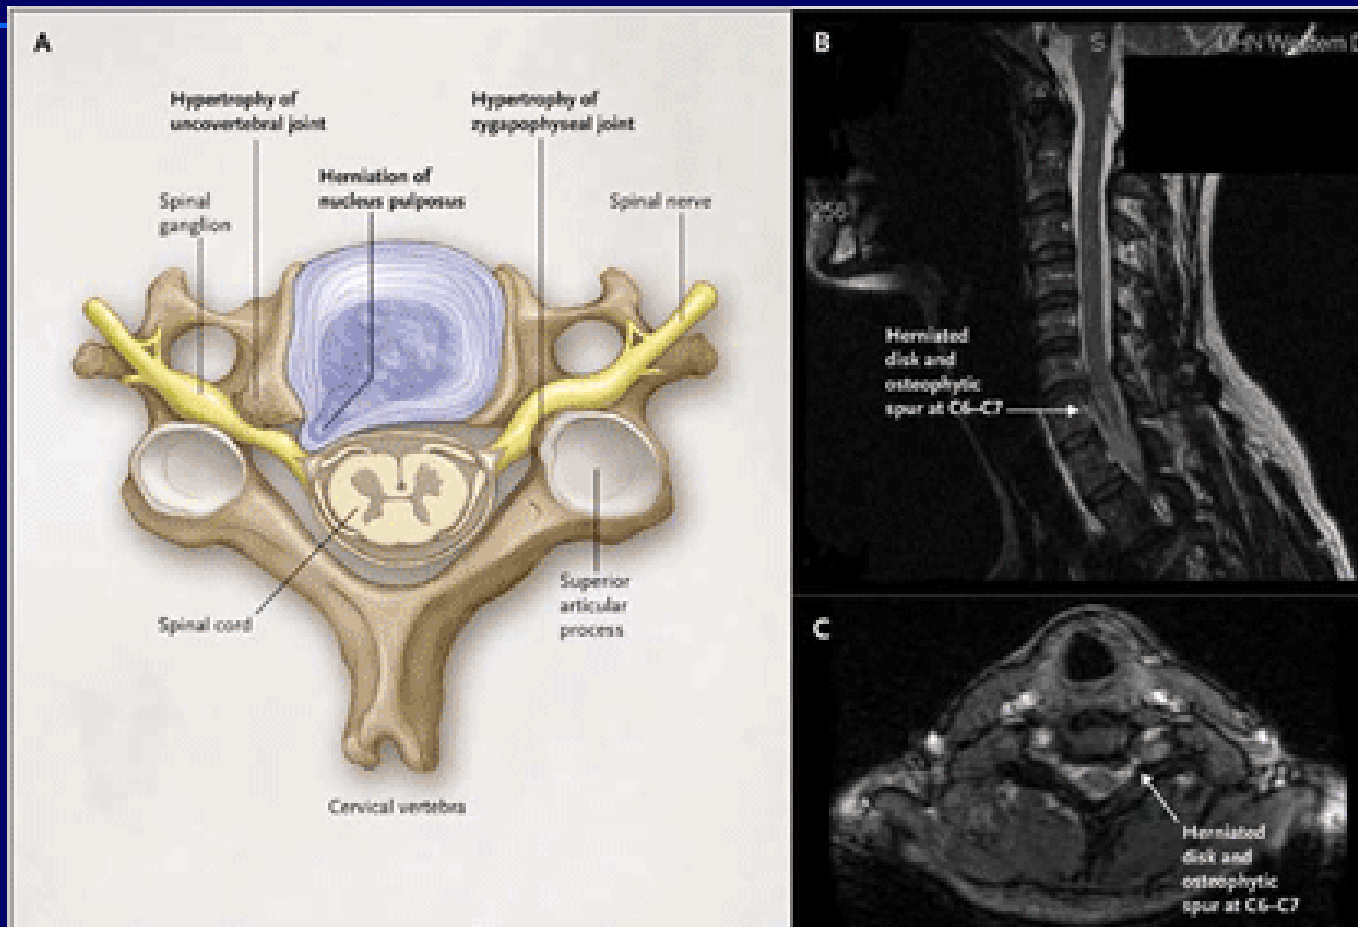 A
Hypertrophy of
uncovertebral joint
Hypertrophy of
zygapophyseal joint
Herniation of
nucleus pulposus
Spinal
ganglion
Spinal nerve
Spinal cord
Superior
articular
process
Cervical vertebra
B
S
Herniated
disk and
osteophytic
spur at C6–C7
C
Herniated
disk and
osteophytic
spur at C6–C7